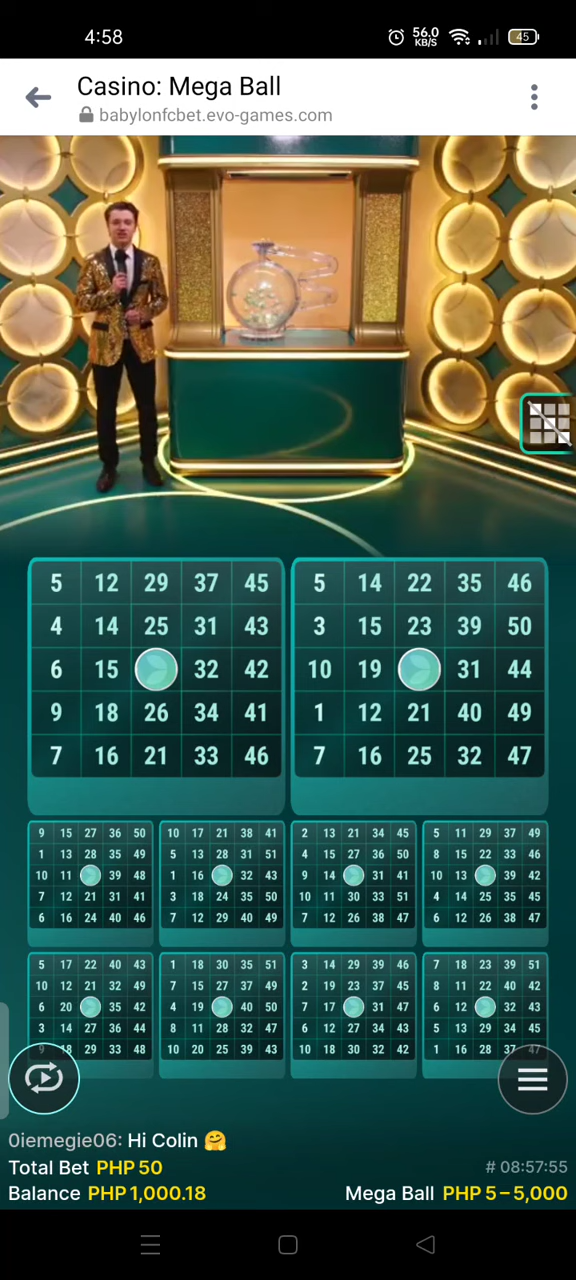 4:58
56.0
KB/S
45
Casino: Mega Ball
babylonfcbet.evo-games.com
5 12 29 37 45
4 14 25 31 43
6 15 32 42
9 18 26 34 41
7 16 21 33 46
5 14 22 35 46
3 15 23 39 50
10 19 31 44
1 12 21 40 49
7 16 25 32 47
9 15 27 36 50
1 13 28 35 49
10 11 39 48
7 12 21 31 41
6 16 24 40 46
10 17 21 38 41
5 13 28 31 51
1 16 32 43
3 18 24 35 50
7 12 29 40 49
2 13 21 34 45
4 15 27 36 50
9 14 31 41
10 11 30 33 51
7 12 26 38 47
5 11 29 37 49
8 15 22 33 46
10 13 39 42
4 14 25 35 45
6 12 26 38 47
5 17 22 40 43
10 12 21 32 49
6 20 35 42
3 14 27 36 44
9 18 29 33 48
1 18 30 35 51
7 15 27 37 49
4 19 40 50
8 11 28 32 47
10 20 25 39 43
3 14 29 39 46
2 19 23 37 45
7 17 31 47
6 12 27 34 43
10 18 30 32 42
7 18 23 39 51
8 11 22 40 42
6 12 32 43
5 13 29 34 45
1 16 28 37 47
0iemegie06: Hi Colin 🤗
Total Bet PHP 50
# 08:57:55
Balance PHP 1,000.18
Mega Ball PHP 5–5,000